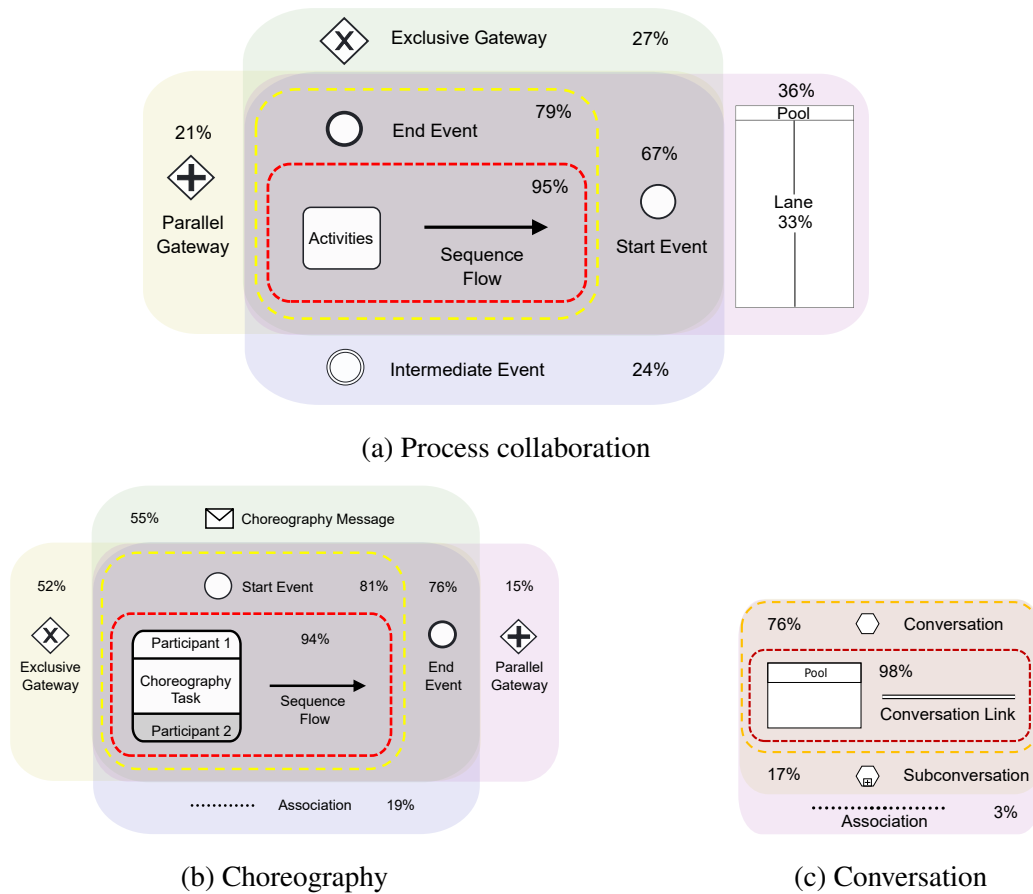 Exclusive Gateway 27%
36%
Pool
79%
End Event
21%
67%
95%
Lane
33%
Parallel
Gateway
Activities
Sequence
Flow
Start Event
Intermediate Event 24%
(a) Process collaboration
55% Choreography Message
52%
Start Event 81%
76%
15%
Participant 1
94%
Choreography
Task
Sequence
Flow
Participant 2
Exclusive
Gateway
End
Event
Parallel
Gateway
Association 19%
(b) Choreography
76% Conversation
Pool
98%
Conversation Link
17% Subconversation
Association 3%
(c) Conversation